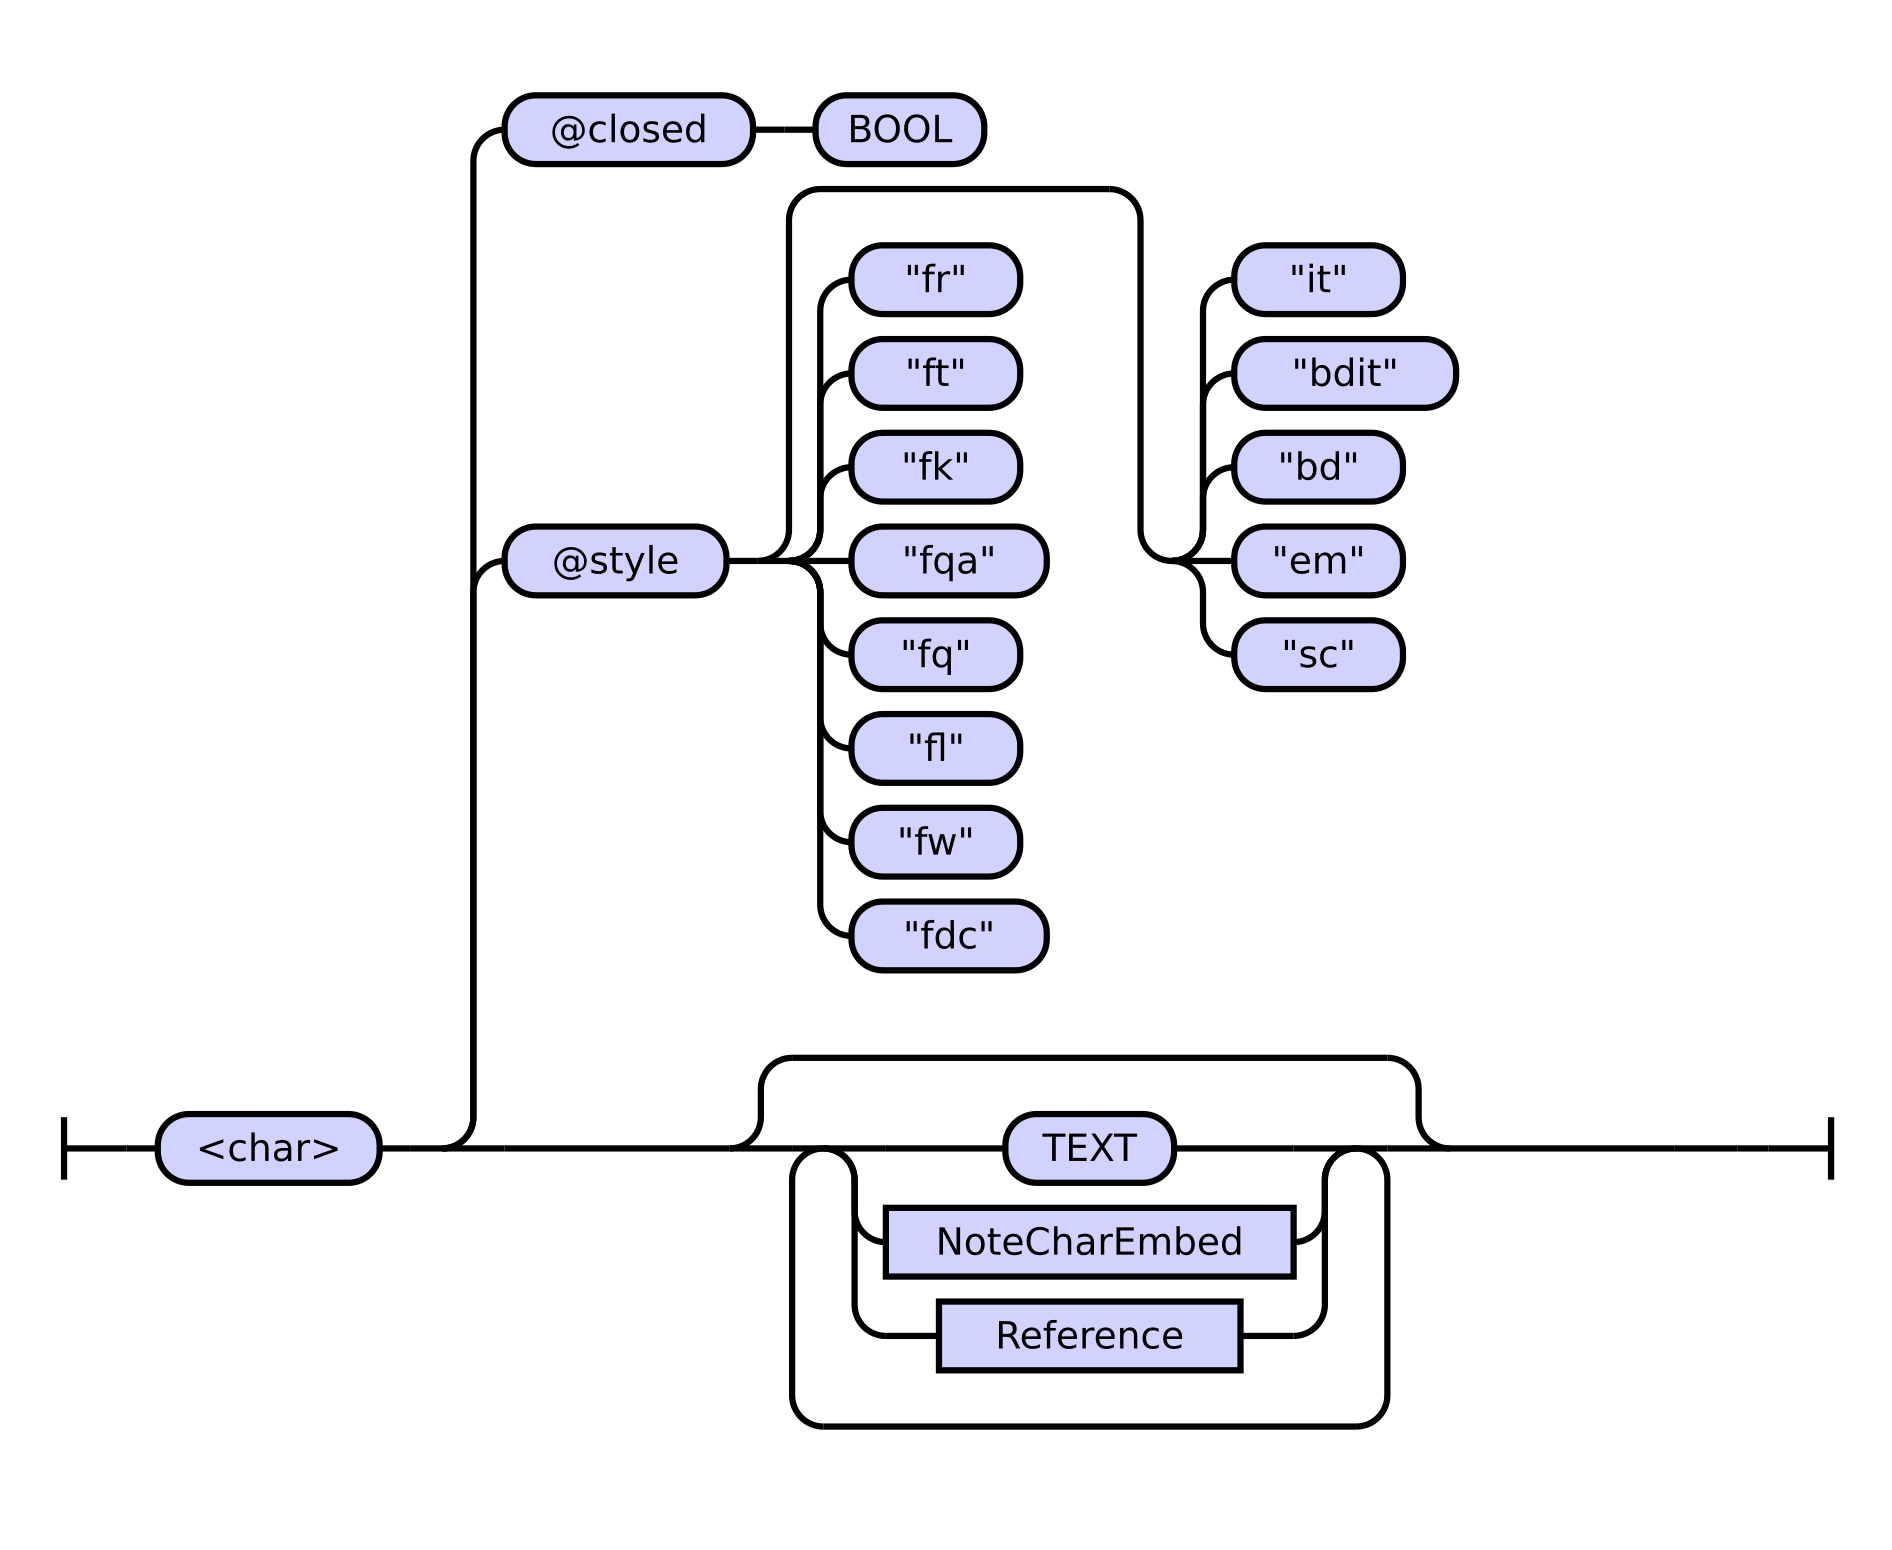 @closed BOOL
"fr" "it"
"ft" "bdit"
"fk" "bd"
@style "fqa" "em"
"fq" "sc"
"fl"
"fw"
"fdc"
<char> TEXT
NoteCharEmbed
Reference